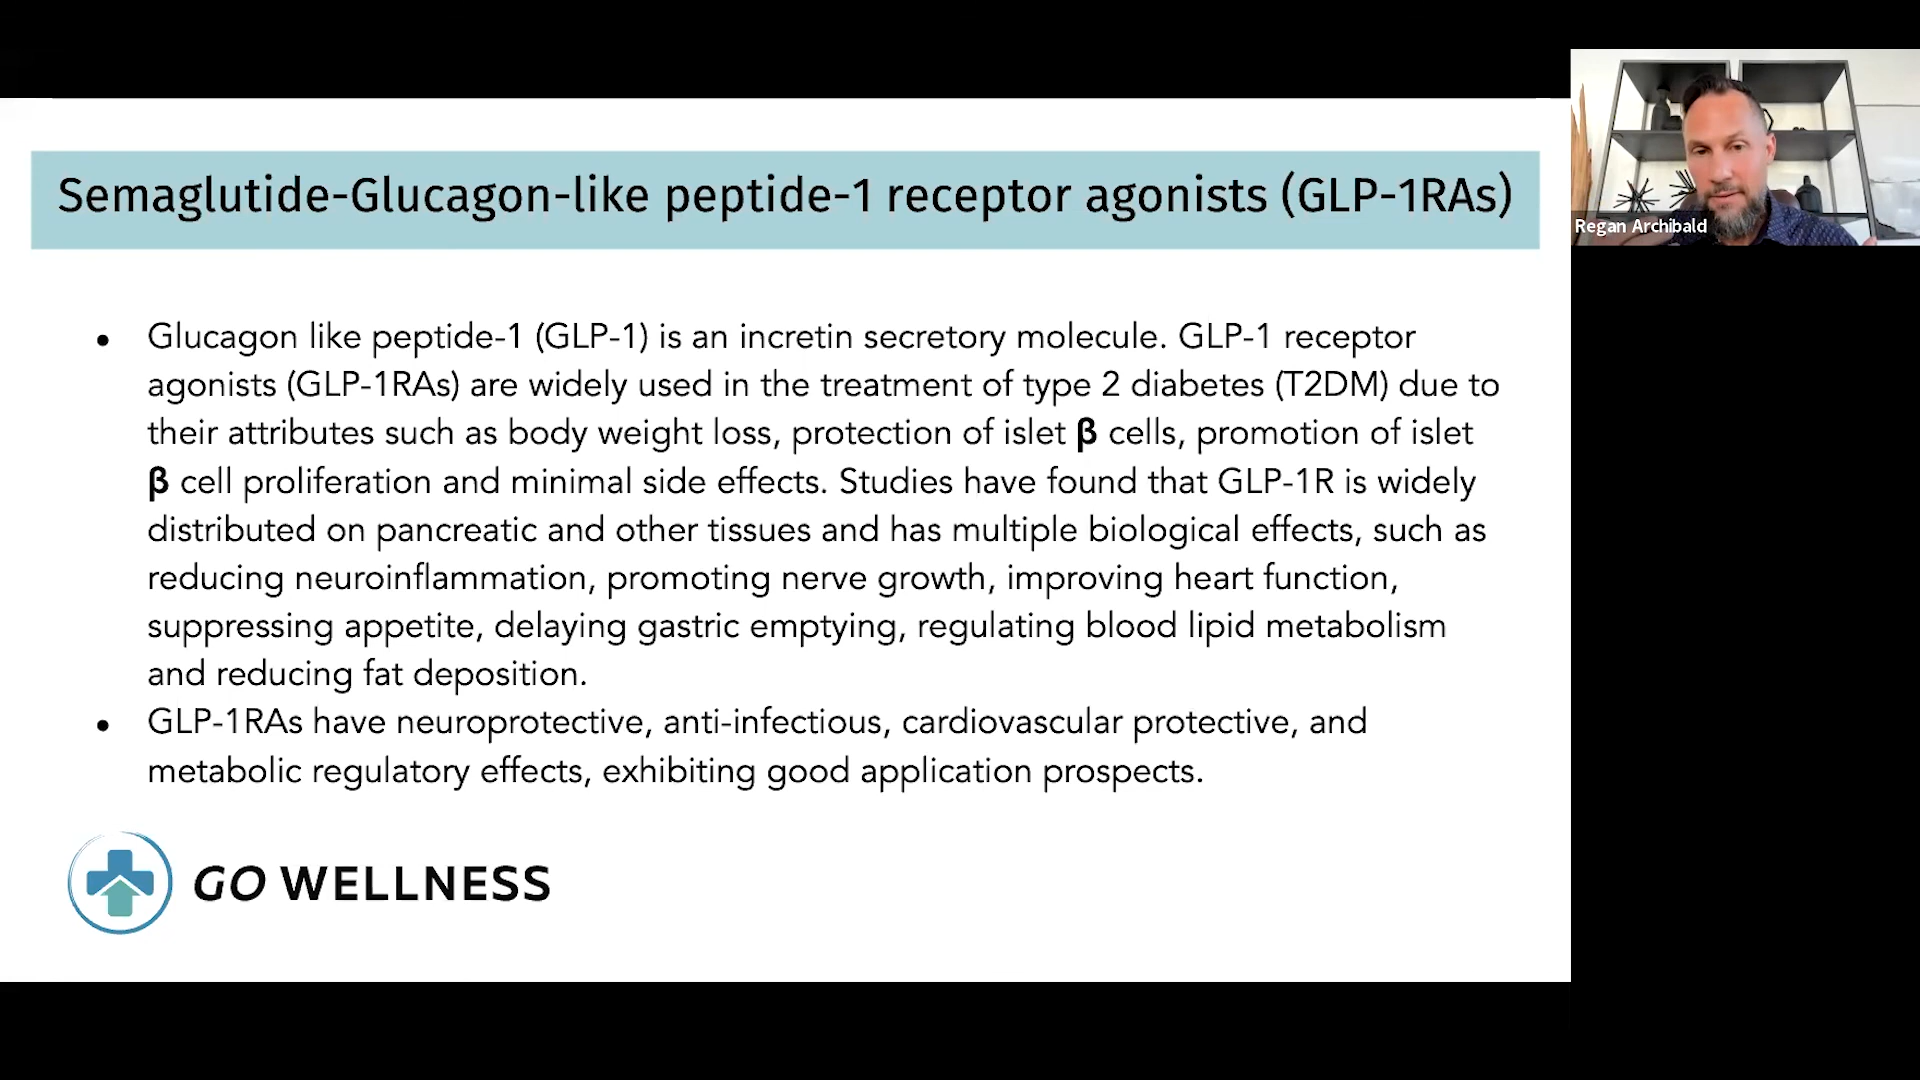 Semaglutide-Glucagon-like peptide-1 receptor agonists (GLP-1RAs)
Regan Archibald
• Glucagon like peptide-1 (GLP-1) is an incretin secretory molecule. GLP-1 receptor
agonists (GLP-1RAs) are widely used in the treatment of type 2 diabetes (T2DM) due to
their attributes such as body weight loss, protection of islet β cells, promotion of islet
β cell proliferation and minimal side effects. Studies have found that GLP-1R is widely
distributed on pancreatic and other tissues and has multiple biological effects, such as
reducing neuroinflammation, promoting nerve growth, improving heart function,
suppressing appetite, delaying gastric emptying, regulating blood lipid metabolism
and reducing fat deposition.
• GLP-1RAs have neuroprotective, anti-infectious, cardiovascular protective, and
metabolic regulatory effects, exhibiting good application prospects.
GO WELLNESS